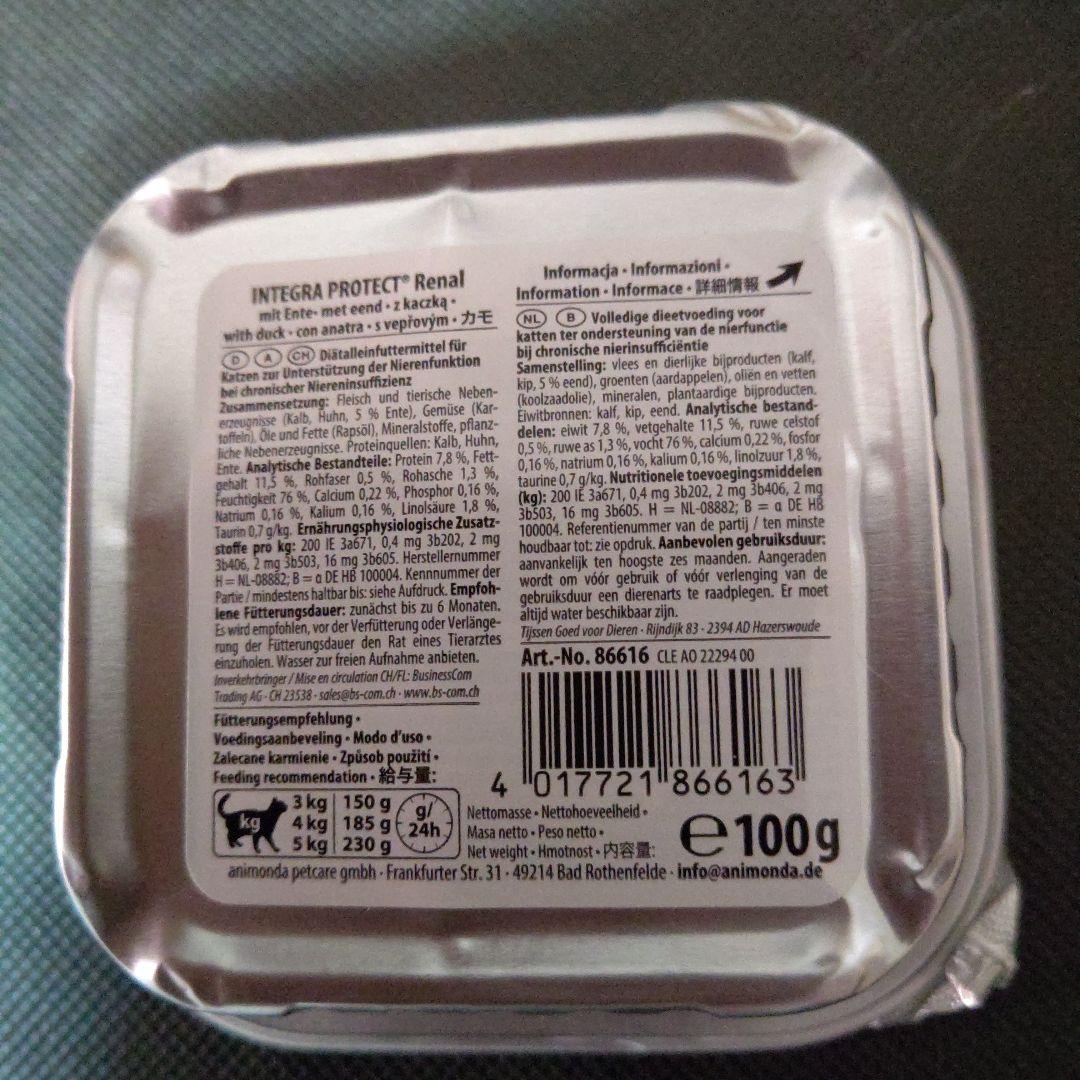 INTEGRA PROTECT® Renal
mit Ente · met eend · z kaczką ·
with duck · con anatra · s vepřovým · カモ
D A CH Diätalleinfuttermittel für
Katzen zur Unterstützung der Nierenfunktion
bei chronischer Niereninsuffizienz
Zusammensetzung: Fleisch und tierische Neben-
erzeugnisse (Kalb, Huhn, 5 % Ente), Gemüse (Kar-
toffeln), Öle und Fette (Rapsöl), Mineralstoffe, pflanz-
liche Nebenerzeugnisse. Proteinquellen: Kalb, Huhn,
Ente. Analytische Bestandteile: Protein 7,8 %, Fett-
gehalt 11,5 %, Rohfaser 0,5 %, Rohasche 1,3 %,
Feuchtigkeit 76 %, Calcium 0,22 %, Phosphor 0,16 %,
Natrium 0,16 %, Kalium 0,16 %, Linolsäure 1,8 %,
Taurin 0,7 g/kg. Ernährungsphysiologische Zusatz-
stoffe pro kg: 200 IE 3a671, 0,4 mg 3b202, 2 mg
3b406, 2 mg 3b503, 16 mg 3b605. Herstellernummer
H = NL-08882; B = α DE HB 100004. Kennnummer der
Partie / mindestens haltbar bis: siehe Aufdruck. Empfoh-
lene Fütterungsdauer: zunächst bis zu 6 Monaten.
Es wird empfohlen, vor der Verfütterung oder Verlänge-
rung der Fütterungsdauer den Rat eines Tierarztes
einzuholen. Wasser zur freien Aufnahme anbieten.
Inverkehrbringer / Mise en circulation CH/FL: BusinessCom
Trading AG · CH 23538 · sales@bs-com.ch · www.bs-com.ch
Fütterungsempfehlung ·
Voedingsaanbeveling · Modo d'uso ·
Zalecane karmienie · Způsob použití ·
Feeding recommendation · 給与量:
kg
3 kg 150 g
4 kg 185 g
5 kg 230 g
g/
24h
Informacja · Informazioni ·
Information · Informace · 詳細情報
NL B Volledige dieetvoeding voor
katten ter ondersteuning van de nierfunctie
bij chronische nierinsufficiëntie
Samenstelling: vlees en dierlijke bijproducten (kalf,
kip, 5 % eend), groenten (aardappelen), oliën en vetten
(koolzaadolie), mineralen, plantaardige bijproducten.
Eiwitbronnen: kalf, kip, eend. Analytische bestand-
delen: eiwit 7,8 %, vetgehalte 11,5 %, ruwe celstof
0,5 %, ruwe as 1,3 %, vocht 76 %, calcium 0,22 %, fosfor
0,16 %, natrium 0,16 %, kalium 0,16 %, linolzuur 1,8 %,
taurine 0,7 g/kg. Nutritionele toevoegingsmiddelen
(kg): 200 IE 3a671, 0,4 mg 3b202, 2 mg 3b406, 2 mg
3b503, 16 mg 3b605. H = NL-08882; B = α DE HB
100004. Referentienummer van de partij / ten minste
houdbaar tot: zie opdruk. Aanbevolen gebruiksduur:
aanvankelijk ten hoogste zes maanden. Aangeraden
wordt om vóór gebruik of vóór verlenging van de
gebruiksduur een dierenarts te raadplegen. Er moet
altijd water beschikbaar zijn.
Tijssen Goed voor Dieren · Rijndijk 83 · 2394 AD Hazerswoude
Art.-No. 86616 CLE AO 22294 00
4 017721 866163
Nettomasse · Nettohoeveelheid ·
Masa netto · Peso netto ·
Net weight · Hmotnost · 内容量:
℮ 100 g
animonda petcare gmbh · Frankfurter Str. 31 · 49214 Bad Rothenfelde · info@animonda.de